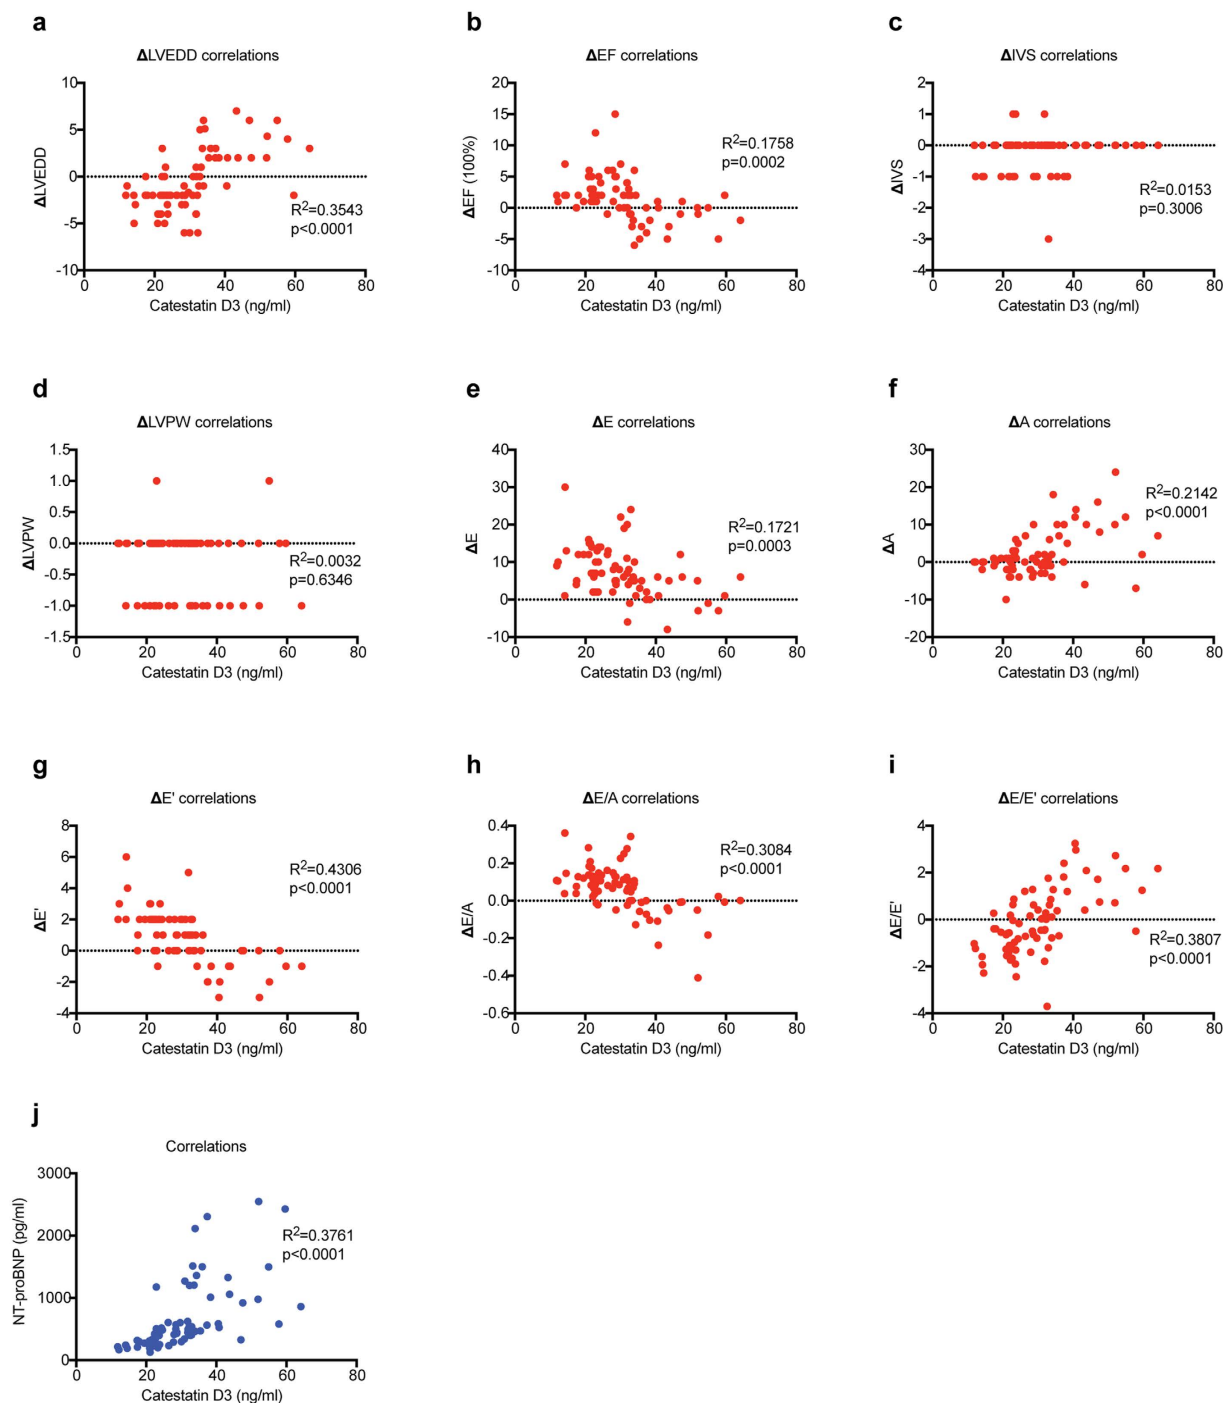 a
ΔLVEDD correlations
10
5
0
-5
-10
ΔLVEDD
R²=0.3543
p<0.0001
0 20 40 60 80
Catestatin D3 (ng/ml)
b
ΔEF correlations
20
15
10
5
0
-5
-10
ΔEF (100%)
R²=0.1758
p=0.0002
0 20 40 60 80
Catestatin D3 (ng/ml)
c
ΔIVS correlations
2
1
0
-1
-2
-3
-4
ΔIVS
R²=0.0153
p=0.3006
0 20 40 60 80
Catestatin D3 (ng/ml)
d
ΔLVPW correlations
1.5
1.0
0.5
0.0
-0.5
-1.0
-1.5
ΔLVPW
R²=0.0032
p=0.6346
0 20 40 60 80
Catestatin D3 (ng/ml)
e
ΔE correlations
40
30
20
10
0
-10
ΔE
R²=0.1721
p=0.0003
0 20 40 60 80
Catestatin D3 (ng/ml)
f
ΔA correlations
30
20
10
0
-10
-20
ΔA
R²=0.2142
p<0.0001
0 20 40 60 80
Catestatin D3 (ng/ml)
g
ΔE' correlations
8
6
4
2
0
-2
-4
ΔE'
R²=0.4306
p<0.0001
0 20 40 60 80
Catestatin D3 (ng/ml)
h
ΔE/A correlations
0.4
0.2
0.0
-0.2
-0.4
-0.6
ΔE/A
R²=0.3084
p<0.0001
0 20 40 60 80
Catestatin D3 (ng/ml)
i
ΔE/E' correlations
4
2
0
-2
-4
ΔE/E'
R²=0.3807
p<0.0001
0 20 40 60 80
Catestatin D3 (ng/ml)
j
Correlations
3000
2000
1000
0
NT-proBNP (pg/ml)
R²=0.3761
p<0.0001
0 20 40 60 80
Catestatin D3 (ng/ml)